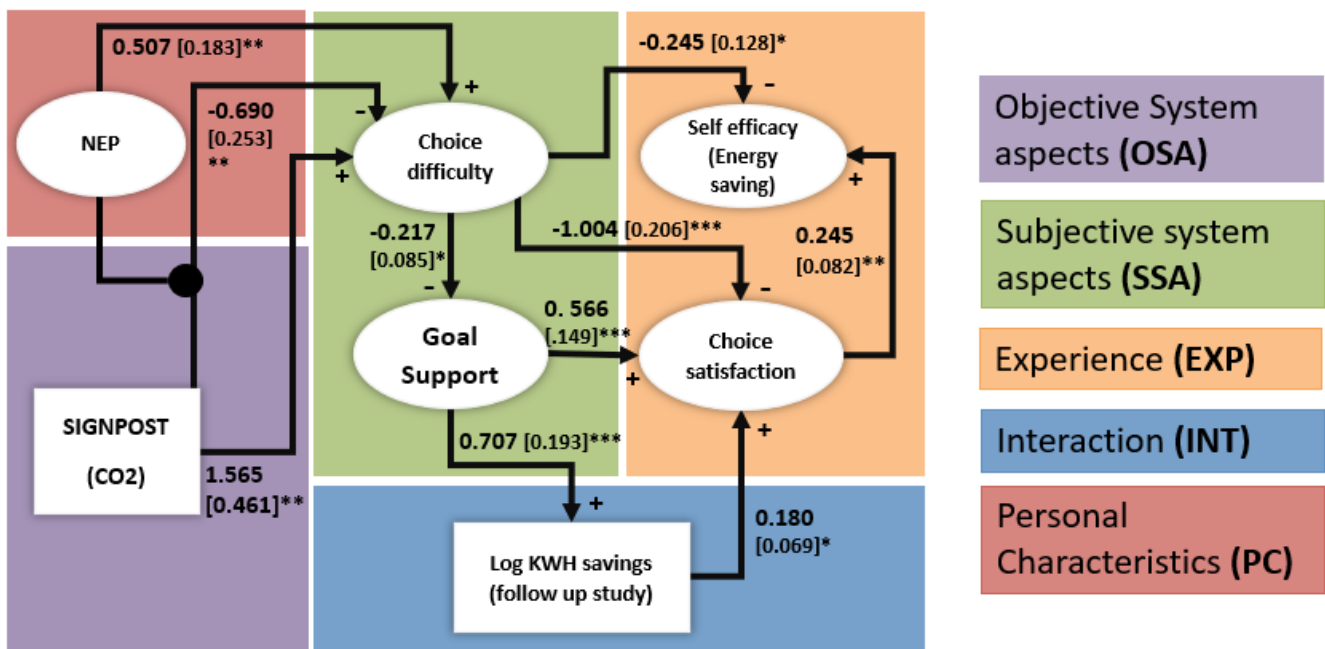 0.507 [0.183]**
-0.245 [0.128]*
+
-
-0.690
[0.253]
**
-
NEP
Choice
difficulty
+
Self efficacy
(Energy
saving)
+
-0.217
[0.085]*
-
-1.004 [0.206]***
-
0.245
[0.082]**
Goal
Support
0. 566
[.149]***
+
Choice
satisfaction
SIGNPOST
(CO2)
1.565
[0.461]**
0.707 [0.193]***
+
+
0.180
[0.069]*
Log KWH savings
(follow up study)
Objective System
aspects (OSA)
Subjective system
aspects (SSA)
Experience (EXP)
Interaction (INT)
Personal
Characteristics (PC)